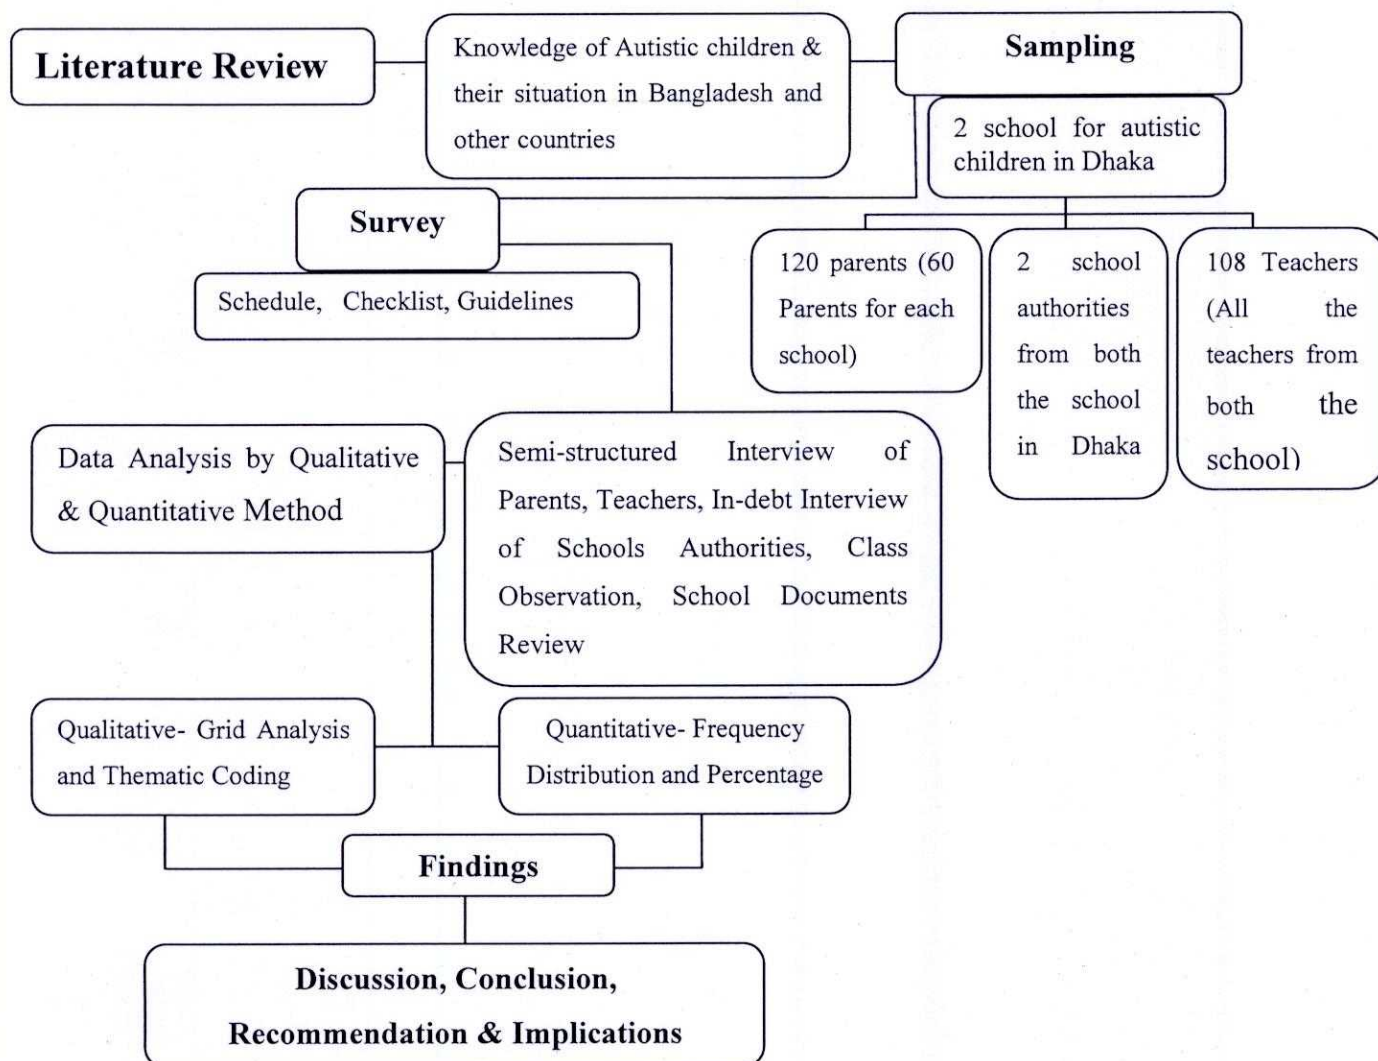 Literature Review
Knowledge of Autistic children &
their situation in Bangladesh and
other countries
Sampling
2 school for autistic
children in Dhaka
120 parents (60
Parents for each
school)
2 school
authorities
from both
the school
in Dhaka
108 Teachers
(All the
teachers from
both the
school)
Survey
Schedule, Checklist, Guidelines
Semi-structured Interview of
Parents, Teachers, In-debt Interview
of Schools Authorities, Class
Observation, School Documents
Review
Data Analysis by Qualitative
& Quantitative Method
Qualitative- Grid Analysis
and Thematic Coding
Quantitative- Frequency
Distribution and Percentage
Findings
Discussion, Conclusion,
Recommendation & Implications